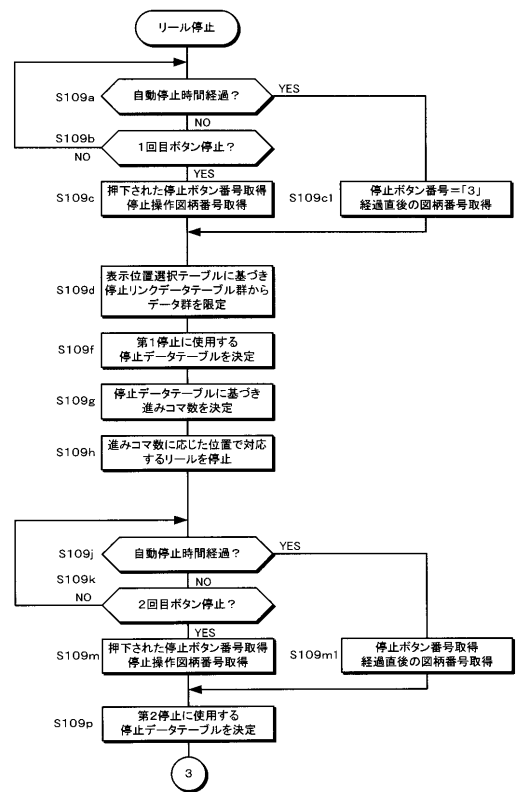 リール停止
S109a
自動停止時間経過?
YES
NO
S109b
1回目ボタン停止?
NO
YES
S109c
押下された停止ボタン番号取得
停止操作図柄番号取得
S109c1
停止ボタン番号=「3」
経過直後の図柄番号取得
S109d
表示位置選択テーブルに基づき
停止リンクデータテーブル群から
データ群を限定
S109f
第1停止に使用する
停止データテーブルを決定
S109g
停止データテーブルに基づき
進みコマ数を決定
S109h
進みコマ数に応じた位置で対応
するリールを停止
S109j
自動停止時間経過?
YES
NO
S109k
2回目ボタン停止?
NO
YES
S109m
押下された停止ボタン番号取得
停止操作図柄番号取得
S109m1
停止ボタン番号取得
経過直後の図柄番号取得
S109p
第2停止に使用する
停止データテーブルを決定
3